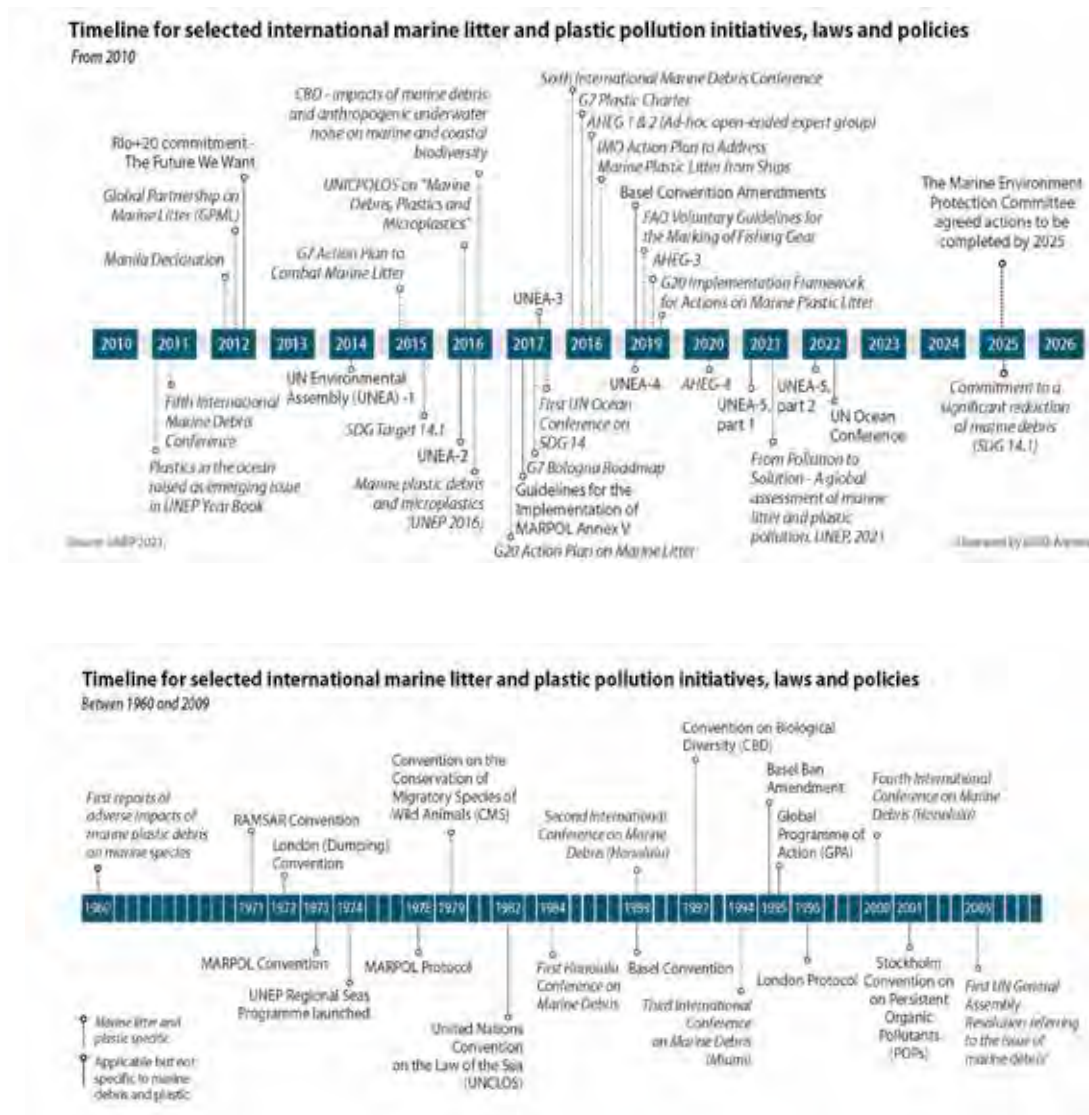 Timeline for selected international marine litter and plastic pollution initiatives, laws and policies
From 2010
Rio+20 commitment -
The Future We Want
Global Partnership on
Marine Litter (GPML)
Manila Declaration
CBD - impacts of marine debris
and anthropogenic underwater
noise on marine and coastal
biodiversity
UNICPOLOS on "Marine
Debris, Plastics and
Microplastics"
G7 Action Plan to
Combat Marine Litter
UNEA-3
Sixth International Marine Debris Conference
G7 Plastic Charter
AHEG 1 & 2 (Ad-hoc open-ended expert group)
IMO Action Plan to Address
Marine Plastic Litter from Ships
Basel Convention Amendments
FAO Voluntary Guidelines for
the Marking of Fishing Gear
AHEG-3
G20 Implementation Framework
for Actions on Marine Plastic Litter
The Marine Environment
Protection Committee
agreed actions to be
completed by 2025
2010 2011 2012 2013 2014 2015 2016 2017 2018 2019 2020 2021 2022 2023 2024 2025 2026
Fifth International
Marine Debris
Conference
Plastics in the ocean
raised as emerging issue
in UNEP Year Book
UN Environmental
Assembly (UNEA) -1
SDG Target 14.1
UNEA-2
Marine plastic debris
and microplastics
UNEP 2016
First UN Ocean
Conference on
SDG 14
G7 Bologna Roadmap
Guidelines for the
Implementation of
MARPOL Annex V
G20 Action Plan on Marine Litter
UNEA-4
AHEG-4
UNEA-5,
part 1
UNEA-5,
part 2
UN Ocean
Conference
From Pollution to
Solution - A global
assessment of marine
litter and plastic
pollution. UNEP, 2021
Commitment to a
significant reduction
of marine debris
(SDG 14.1)
Source: UNEP 2021
Timeline for selected international marine litter and plastic pollution initiatives, laws and policies
Betwen 1960 and 2009
First reports of
adverse impacts of
marine plastic debris
on marine species
RAMSAR Convention
London (Dumping)
Convention
Convention on the
Conservation of
Migratory Species of
Wild Animals (CMS)
Second International
Conference on Marine
Debris (Honolulu)
Convention on Biological
Diversity (CBD)
Basel Ban
Amendment
Global
Programme of
Action (GPA)
Fourth International
Conference on Marine
Debris (Honolulu)
1960 1971 1972 1973 1974 1978 1979 1982 1984 1994 1995 1996 2000 2001 2005
MARPOL Convention
UNEP Regional Seas
Programme launched
MARPOL Protocol
United Nations
Convention
on the Law of the Sea
(UNCLOS)
First Honolulu
Conference on
Marine Debris
Basel Convention
Third International
Conference
on Marine Debris
(Miami)
London Protocol
Stockholm
Convention on
on Persistent
Organic
Pollutants
(POPs)
First UN General
Assembly
Resolution referring
to the issue of
marine debris
Marine litter and
plastic specific
Applicable but not
specific to marine
debris and plastic